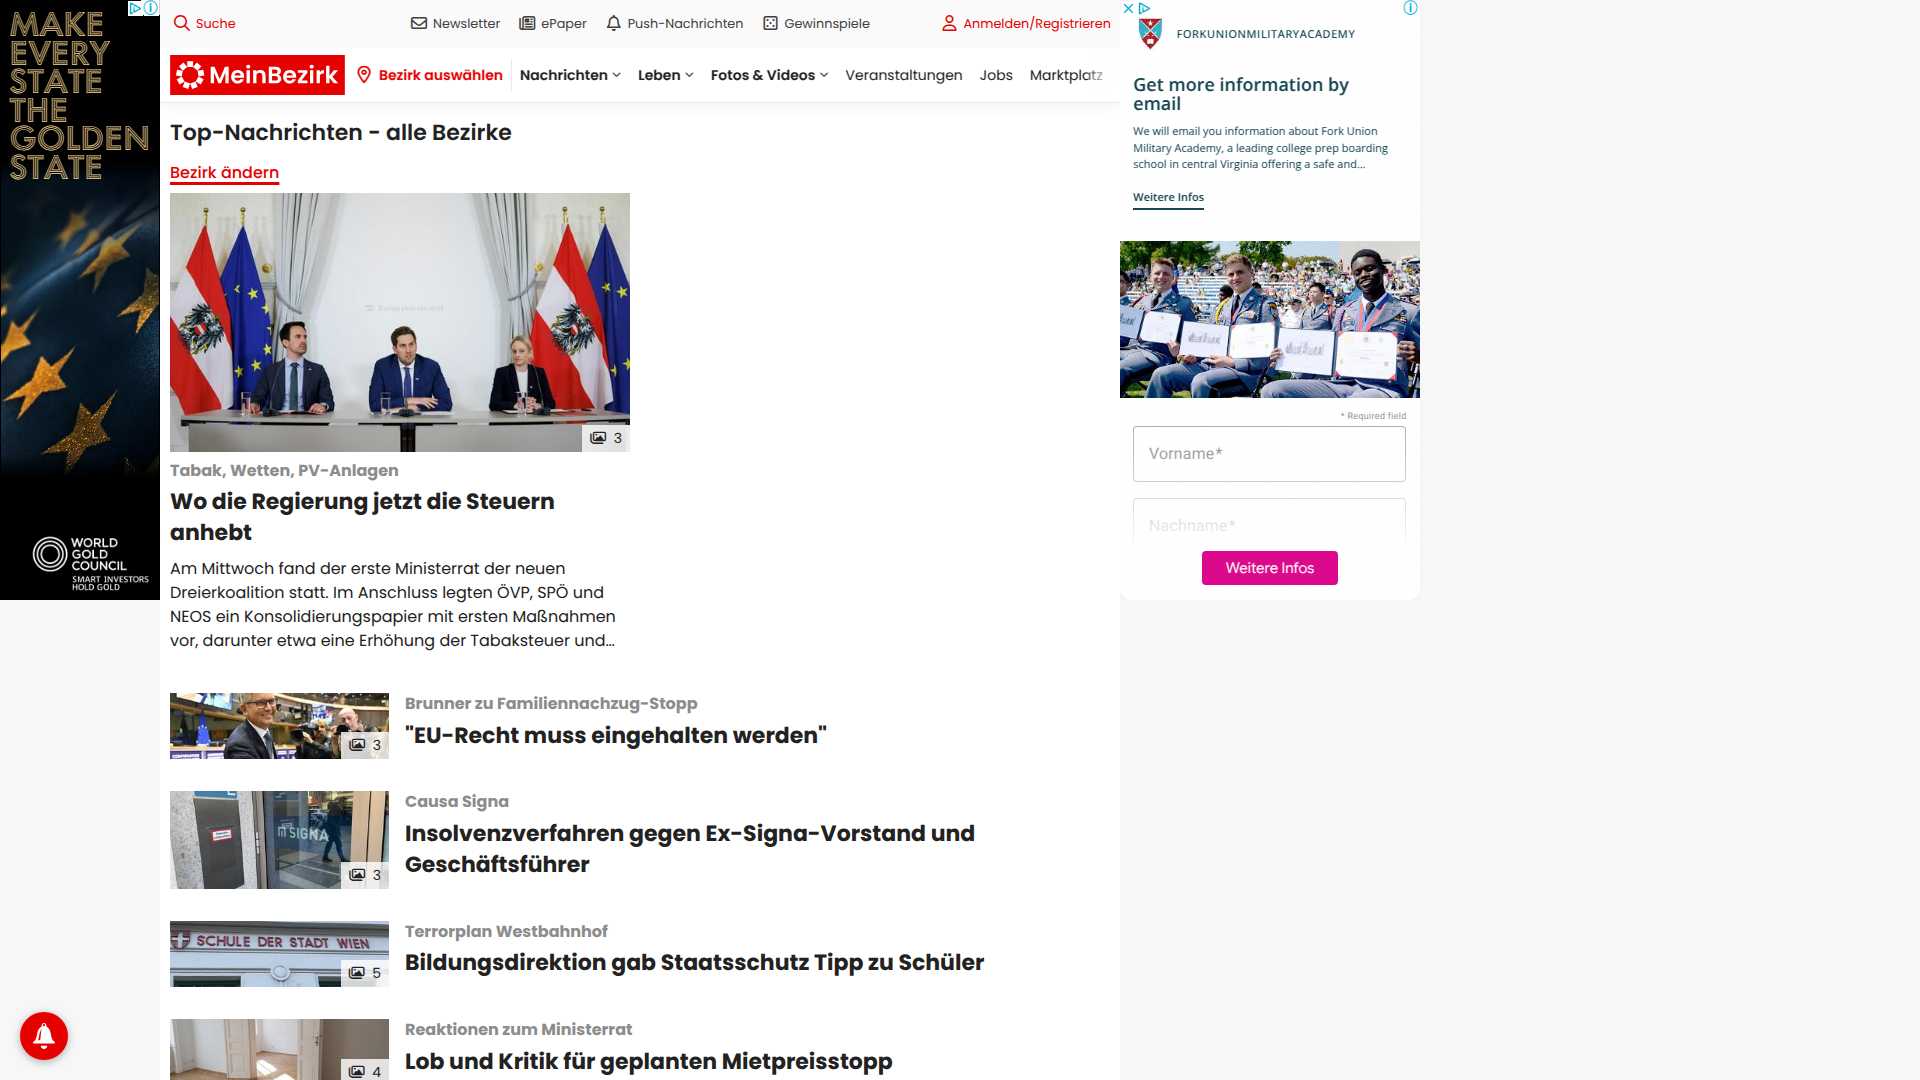 MAKE
EVERY
STATE
THE
GOLDEN
STATE
WORLD
GOLD
COUNCIL
SMART INVESTORS
HOLD GOLD
Suche
Newsletter
ePaper
Push-Nachrichten
Gewinnspiele
Anmelden/Registrieren
MeinBezirk
Bezirk auswählen
Nachrichten
Leben
Fotos & Videos
Veranstaltungen
Jobs
Marktplatz
Top-Nachrichten - alle Bezirke
Bezirk ändern
3
Tabak, Wetten, PV-Anlagen
Wo die Regierung jetzt die Steuern
anhebt
Am Mittwoch fand der erste Ministerrat der neuen
Dreierkoalition statt. Im Anschluss legten ÖVP, SPÖ und
NEOS ein Konsolidierungspapier mit ersten Maßnahmen
vor, darunter etwa eine Erhöhung der Tabaksteuer und...
3
Brunner zu Familiennachzug-Stopp
"EU-Recht muss eingehalten werden"
SIGNA
3
Causa Signa
Insolvenzverfahren gegen Ex-Signa-Vorstand und
Geschäftsführer
SCHULE DER STADT WIEN
5
Terrorplan Westbahnhof
Bildungsdirektion gab Staatsschutz Tipp zu Schüler
4
Reaktionen zum Ministerrat
Lob und Kritik für geplanten Mietpreisstopp
FORKUNIONMILITARYACADEMY
Get more information by
email
We will email you information about Fork Union
Military Academy, a leading college prep boarding
school in central Virginia offering a safe and...
Weitere Infos
* Required field
Vorname*
Nachname*
Weitere Infos